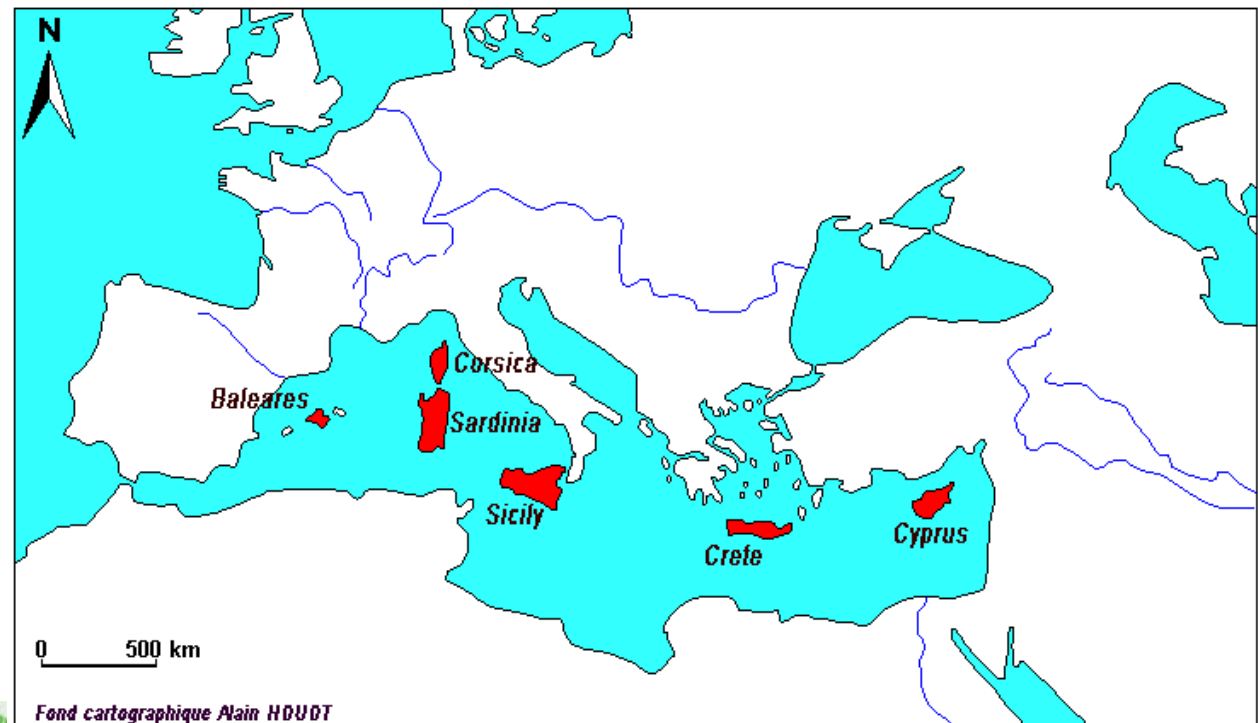 N
Corsica
Baleares
Sardinia
Sicily
Crete
Cyprus
0 500 km
Fond cartographique Alain HOUOT